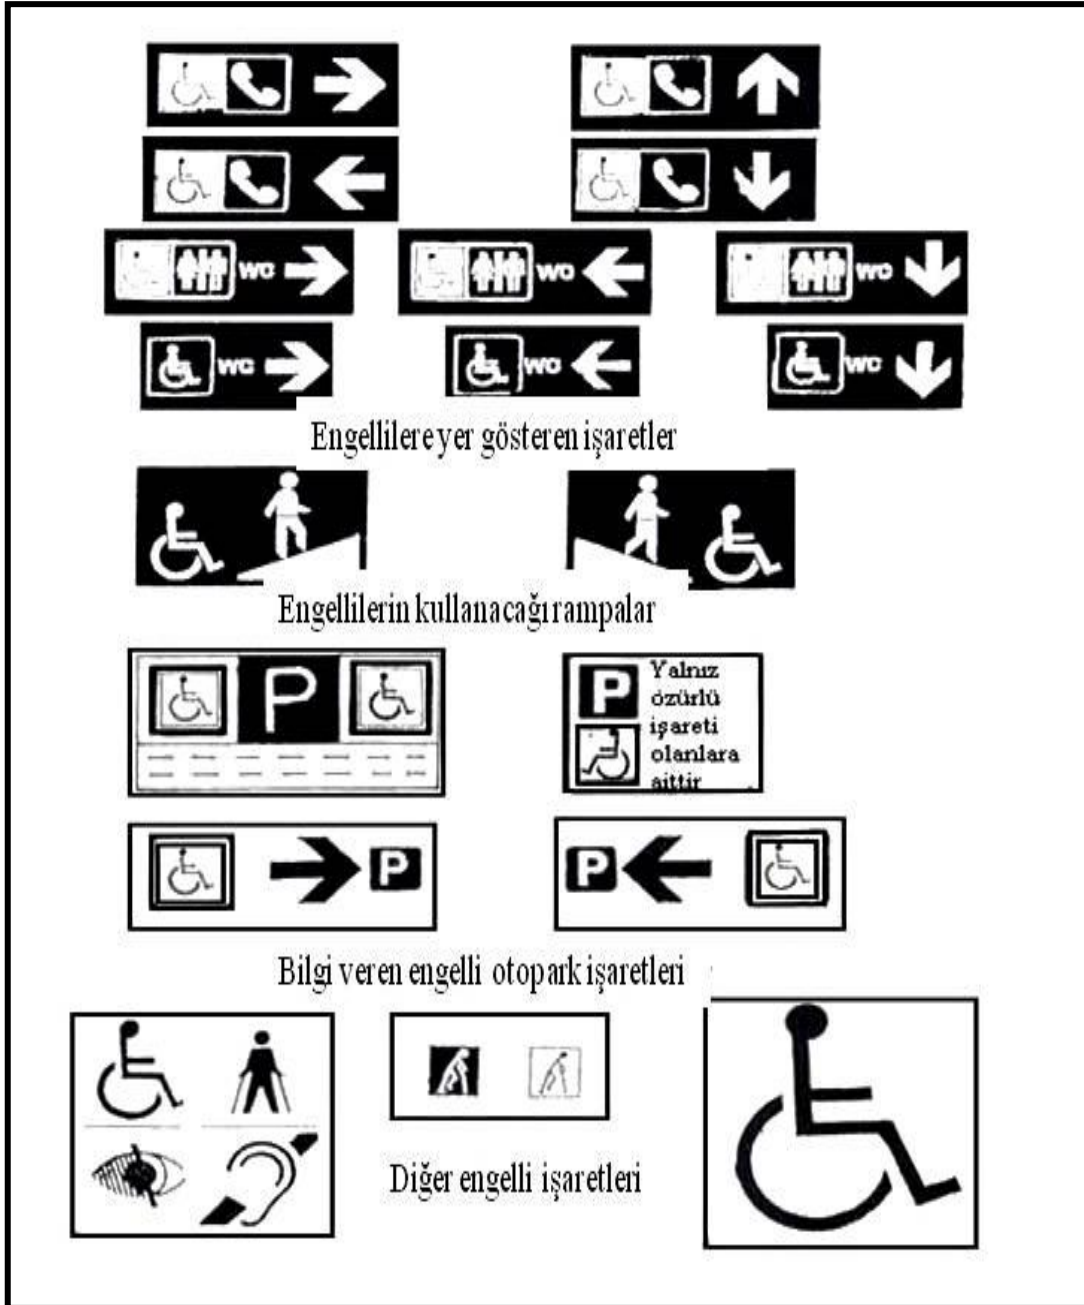 WC
WC
WC
WC
WC
WC
Engellilere yer gösteren işaretler
Engellilerin kullanacağı rampalar
P
P
Yalnız
özürlü
işareti
olanlara
aittir
P
P
Bilgi veren engelli otopark işaretleri
Diğer engelli işaretleri